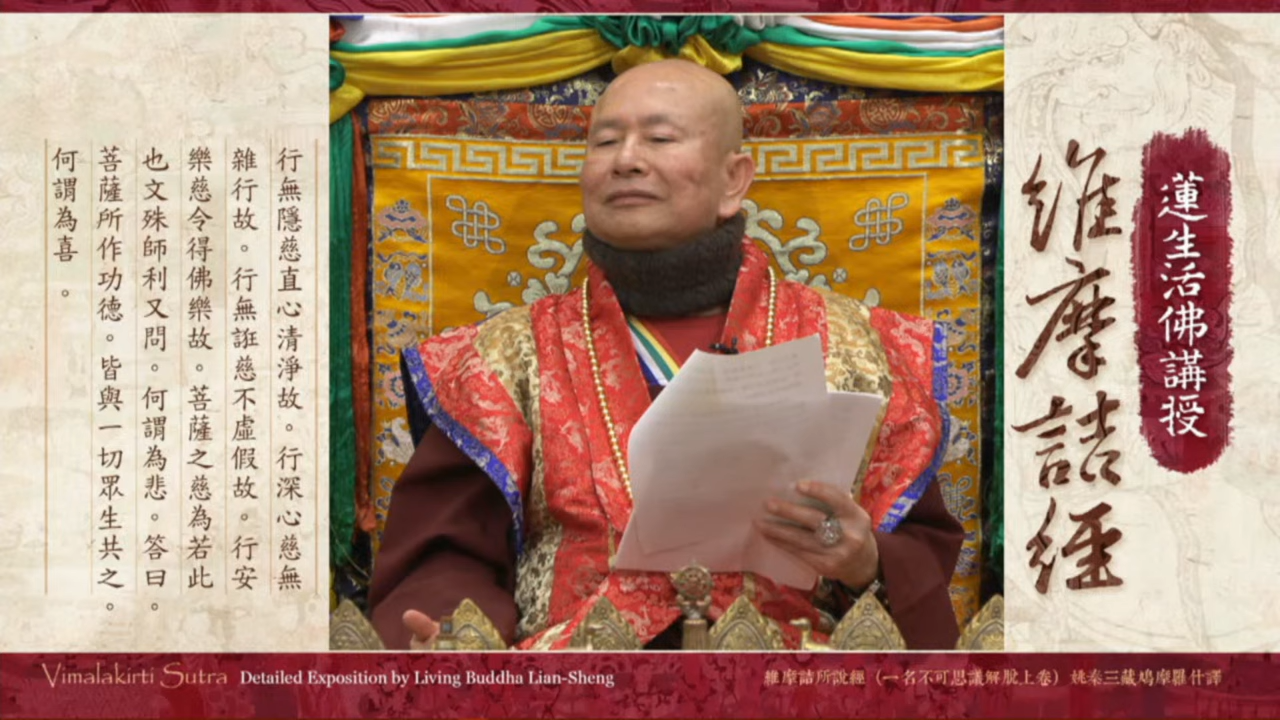 蓮生活佛講授
維摩詰經
行無隱慈直心清淨故。行深心慈無
雜行故。行無誑慈不虛假故。行安
樂慈令得佛樂故。菩薩之慈為若此
也文殊師利又問。何謂為悲。答曰。
菩薩所作功德。皆與一切眾生共之。
何謂為喜。
Vimalakirti Sutra Detailed Exposition by Living Buddha Lian-Sheng
維摩詰所說經（一名不可思議解脫上卷）姚秦三藏鳩摩羅什譯